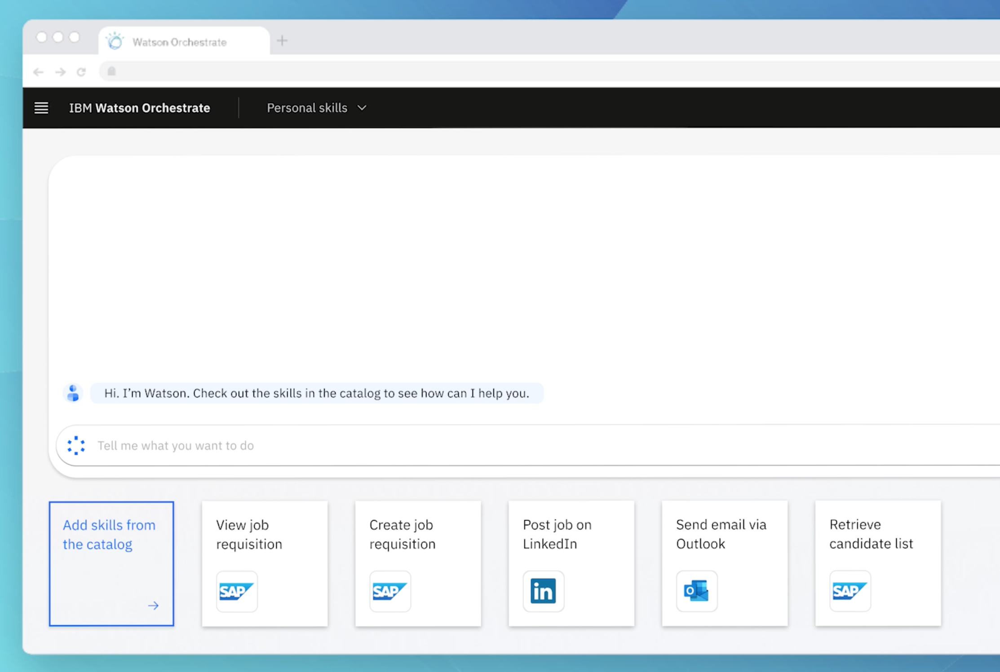 Watson Orchestrate
IBM Watson Orchestrate
Personal skills
Hi. I’m Watson. Check out the skills in the catalog to see how can I help you.
Tell me what you want to do
Add skills from
the catalog
View job
requisition
SAP
Create job
requisition
SAP
Post job on
LinkedIn
in
Send email via
Outlook
O
Retrieve
candidate list
SAP